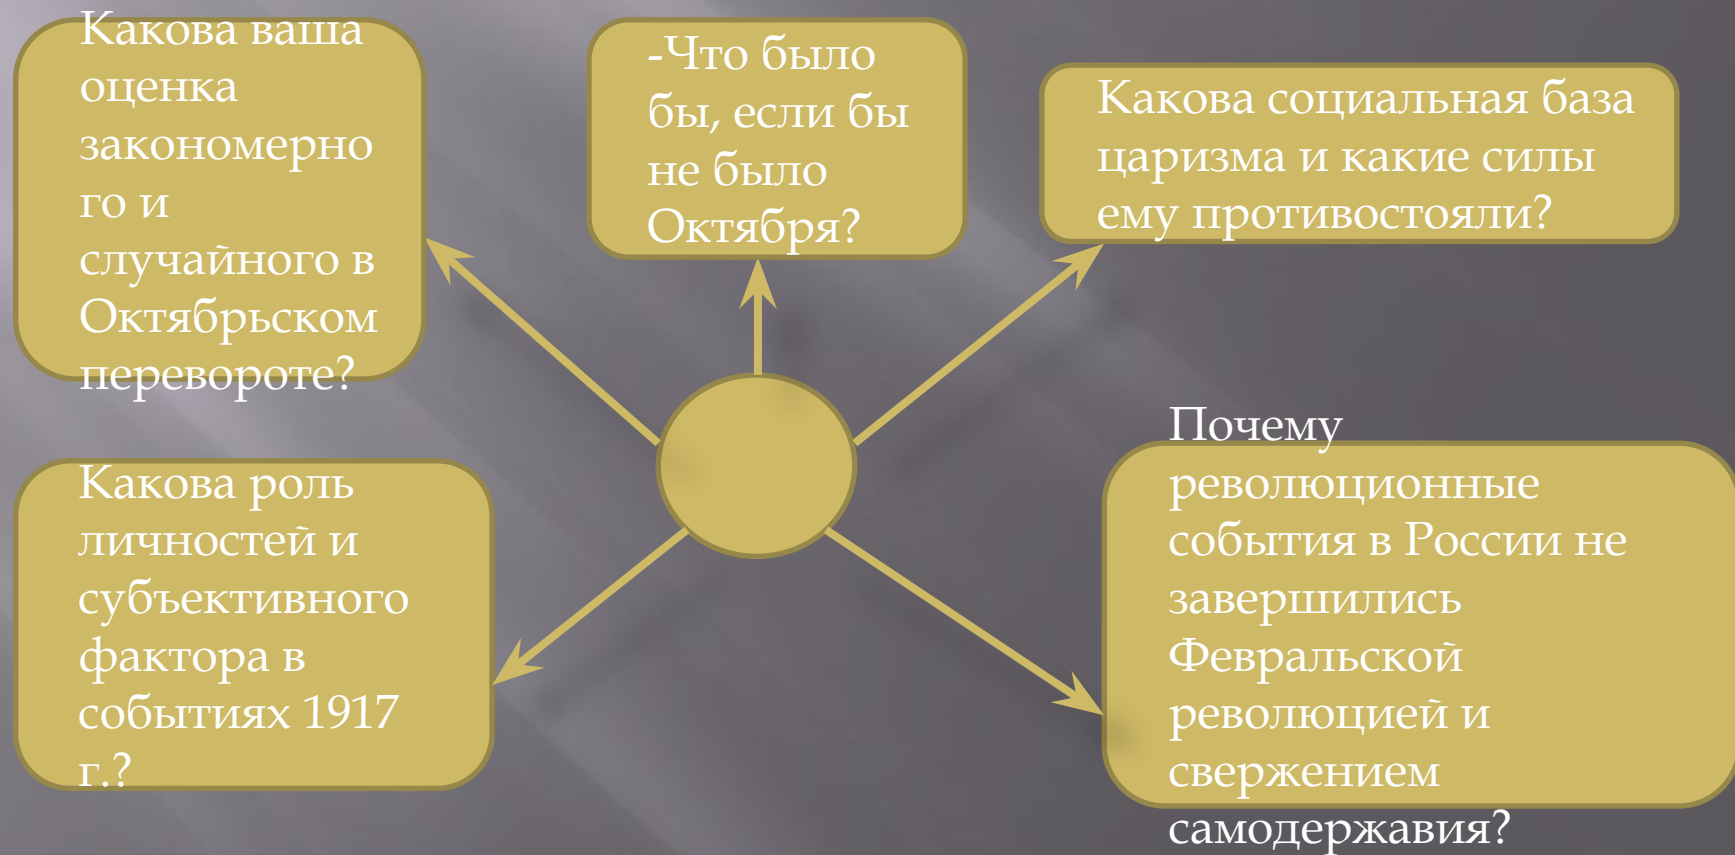 Какова ваша
оценка
закономерно
го и
случайного в
Октябрьском
перевороте?
-Что было
бы, если бы
не было
Октября?
Какова социальная база
царизма и какие силы
ему противостояли?
Какова роль
личностей и
субъективного
фактора в
событиях 1917
г.?
Почему
революционные
события в России не
завершились
Февральской
революцией и
свержением
самодержавия?